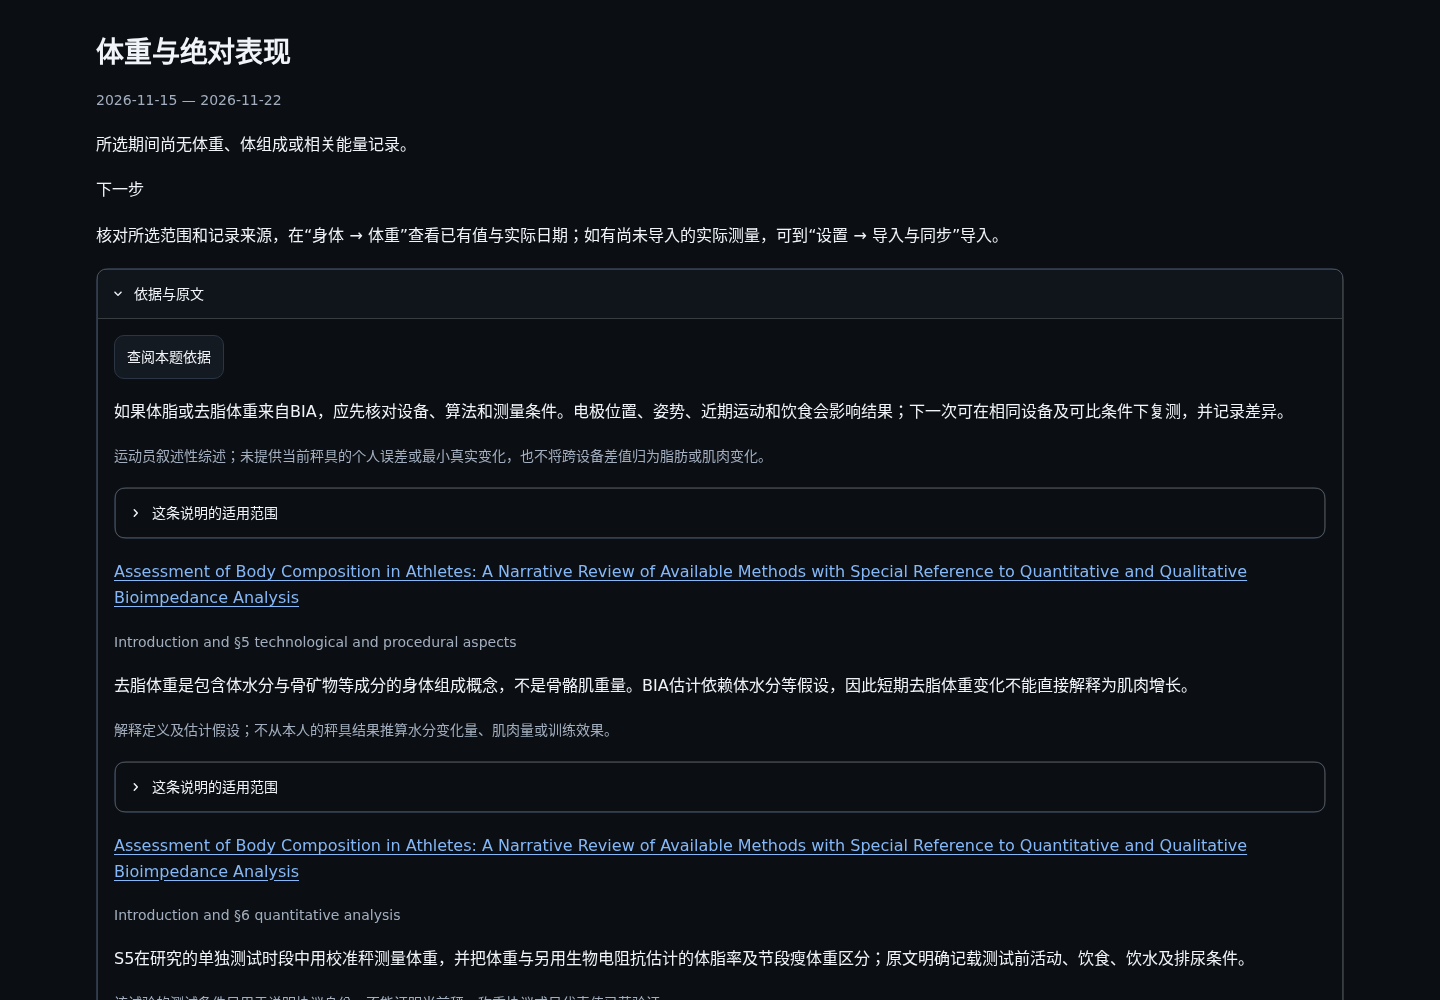 体重与绝对表现
2026-11-15 — 2026-11-22
所选期间尚无体重、体组成或相关能量记录。
下一步
核对所选范围和记录来源，在“身体 → 体重”查看已有值与实际日期；如有尚未导入的实际测量，可到“设置 → 导入与同步”导入。
依据与原文
查阅本题依据
如果体脂或去脂体重来自BIA，应先核对设备、算法和测量条件。电极位置、姿势、近期运动和饮食会影响结果；下一次可在相同设备及可比条件下复测，并记录差异。
运动员叙述性综述；未提供当前秤具的个人误差或最小真实变化，也不将跨设备差值归为脂肪或肌肉变化。
这条说明的适用范围
Assessment of Body Composition in Athletes: A Narrative Review of Available Methods with Special Reference to Quantitative and Qualitative
Bioimpedance Analysis
Introduction and §5 technological and procedural aspects
去脂体重是包含体水分与骨矿物等成分的身体组成概念，不是骨骼肌重量。BIA估计依赖体水分等假设，因此短期去脂体重变化不能直接解释为肌肉增长。
解释定义及估计假设；不从本人的秤具结果推算水分变化量、肌肉量或训练效果。
这条说明的适用范围
Assessment of Body Composition in Athletes: A Narrative Review of Available Methods with Special Reference to Quantitative and Qualitative
Bioimpedance Analysis
Introduction and §6 quantitative analysis
S5在研究的单独测试时段中用校准秤测量体重，并把体重与另用生物电阻抗估计的体脂率及节段瘦体重区分；原文明确记载测试前活动、饮食、饮水及排尿条件。